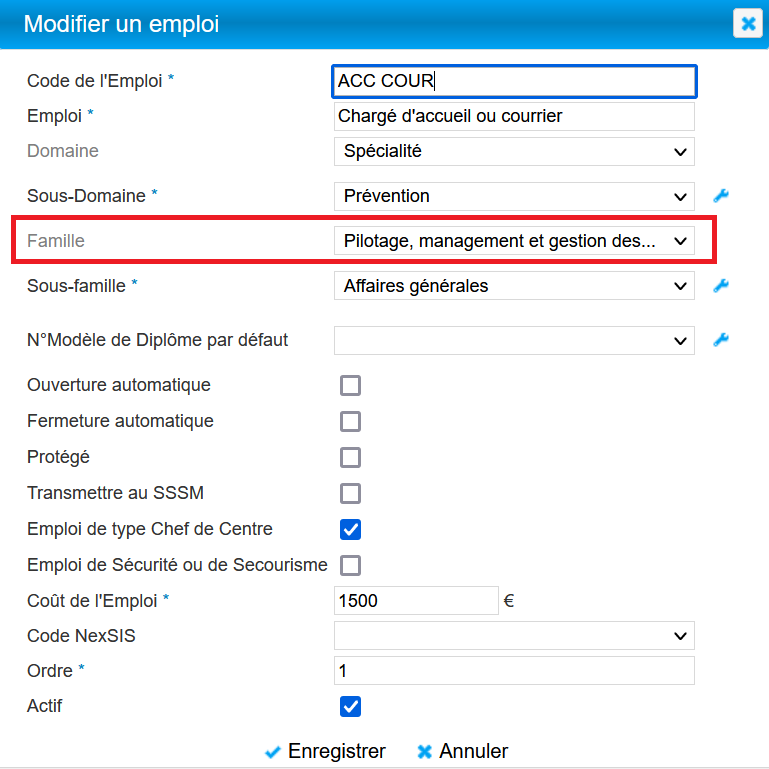 Modifier un emploi
Code de l'Emploi * ACC COUR
Emploi * Chargé d'accueil ou courrier
Domaine Spécialité
Sous-Domaine * Prévention
Famille Pilotage, management et gestion des...
Sous-famille * Affaires générales
N°Modèle de Diplôme par défaut
Ouverture automatique
Fermeture automatique
Protégé
Transmettre au SSSM
Emploi de type Chef de Centre
Emploi de Sécurité ou de Secourisme
Coût de l'Emploi * 1500 €
Code NexSIS
Ordre * 1
Actif
Enregistrer Annuler